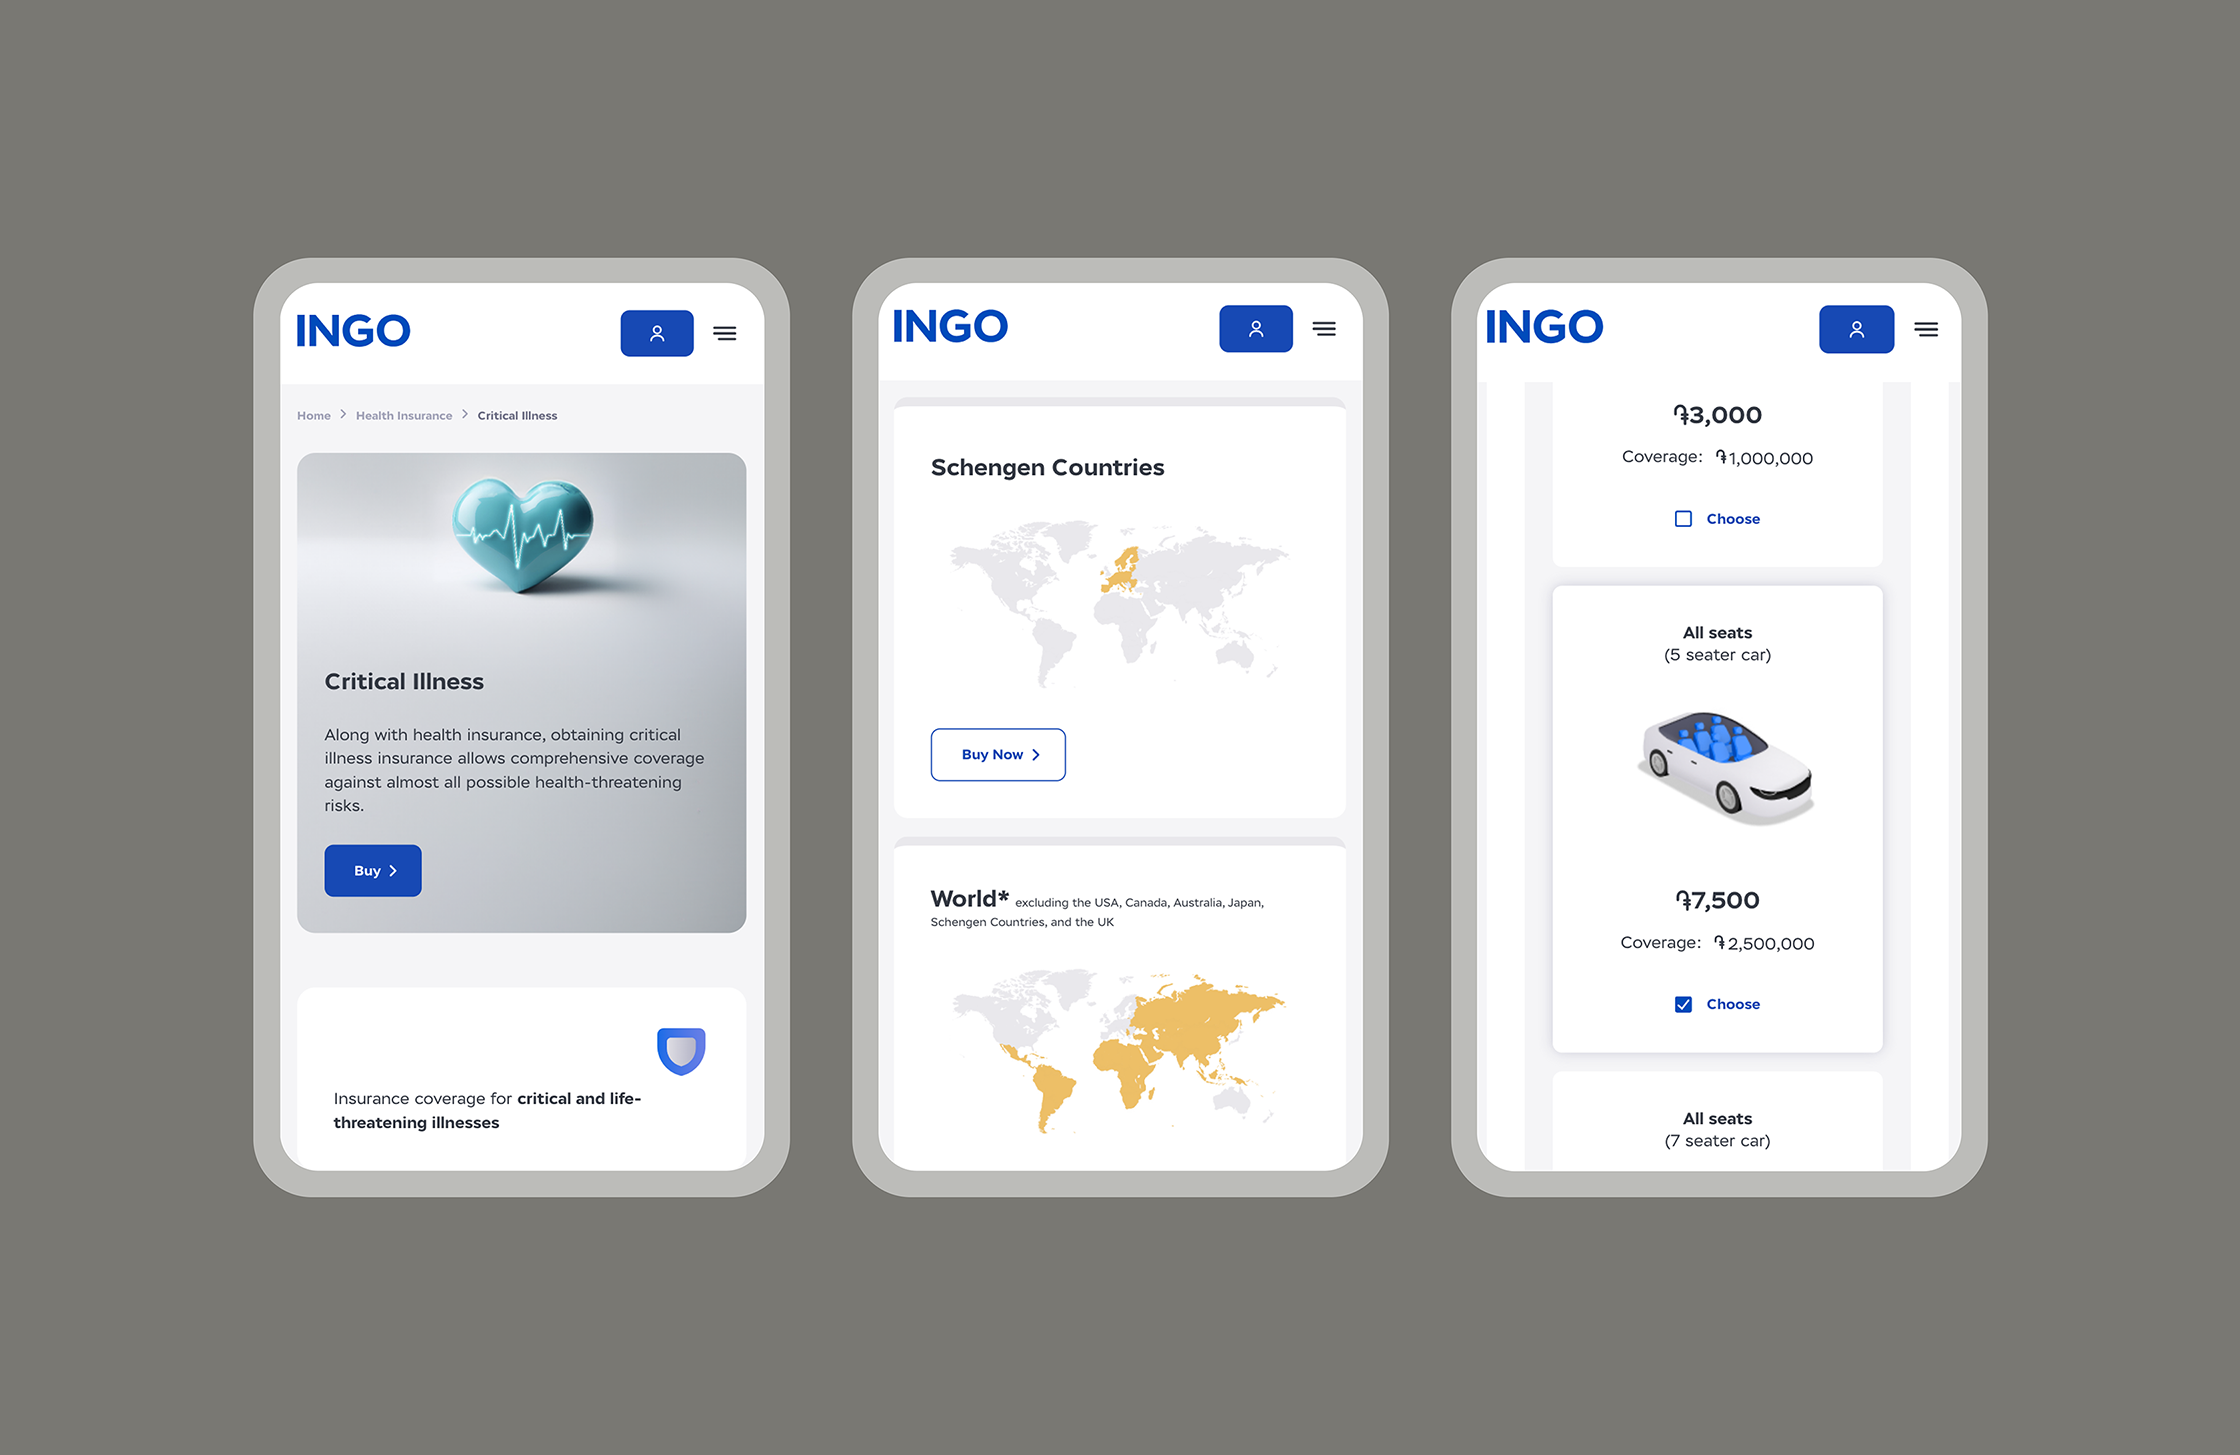 INGO
Home > Health Insurance > Critical Illness
Critical Illness
Along with health insurance, obtaining critical
illness insurance allows comprehensive coverage
against almost all possible health-threatening
risks.
Buy >
Insurance coverage for critical and life-
threatening illnesses
INGO
Schengen Countries
Buy Now >
World* excluding the USA, Canada, Australia, Japan,
Schengen Countries, and the UK
INGO
֏3,000
Coverage: ֏1,000,000
Choose
All seats
(5 seater car)
֏7,500
Coverage: ֏2,500,000
Choose
All seats
(7 seater car)